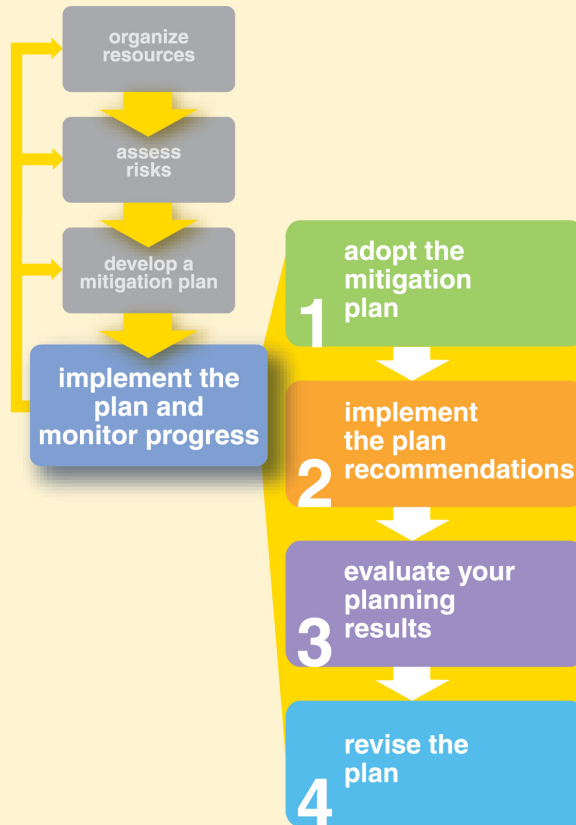 organize
resources
assess
risks
develop a
mitigation plan
implement the
plan and
monitor progress
1
adopt the
mitigation
plan
2
implement
the plan
recommendations
3
evaluate your
planning
results
4
revise the
plan